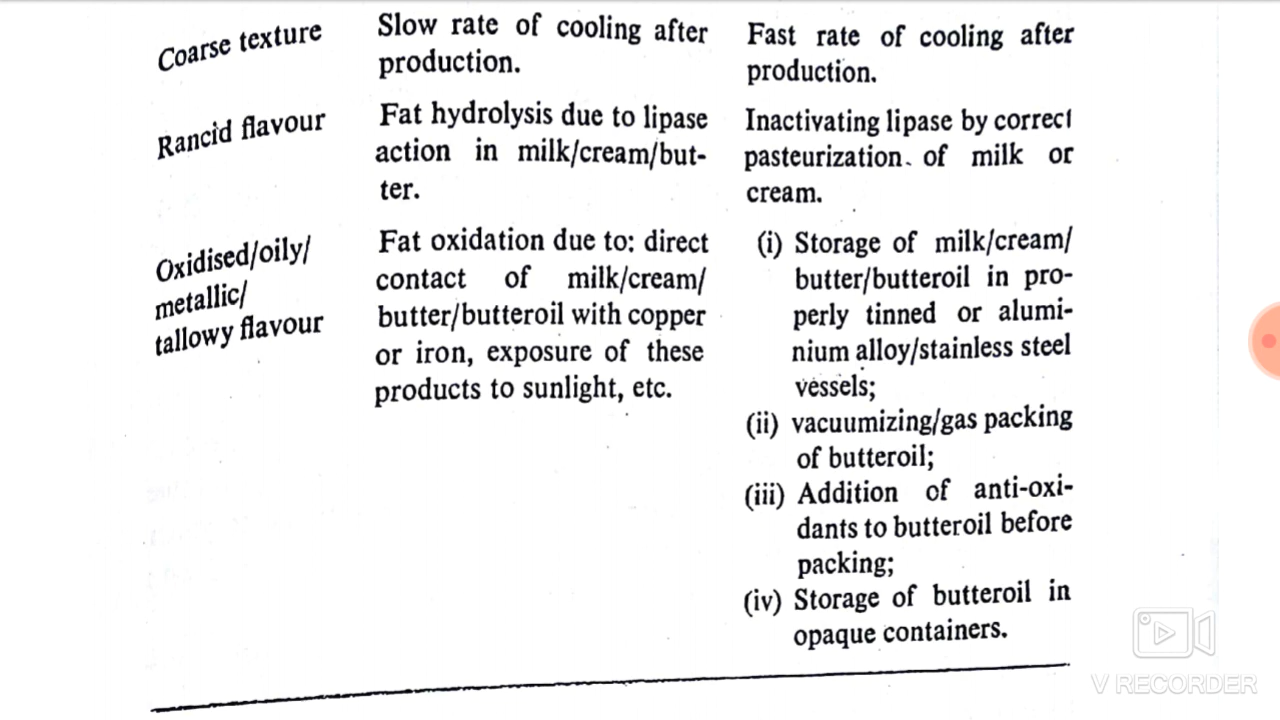 Coarse texture
Slow rate of cooling after
production.
Fast rate of cooling after
production.
Rancid flavour
Fat hydrolysis due to lipase
action in milk/cream/but-
ter.
Inactivating lipase by correct
pasteurization. of milk or
cream.
Oxidised/oily/
metallic/
tallowy flavour
Fat oxidation due to: direct
contact of milk/cream/
butter/butteroil with copper
or iron, exposure of these
products to sunlight, etc.
(i) Storage of milk/cream/
butter/butteroil in pro-
perly tinned or alumi-
nium alloy/stainless steel
vessels;
(ii) vacuumizing/gas packing
of butteroil;
(iii) Addition of anti-oxi-
dants to butteroil before
packing;
(iv) Storage of butteroil in
opaque containers.
V RECORDER